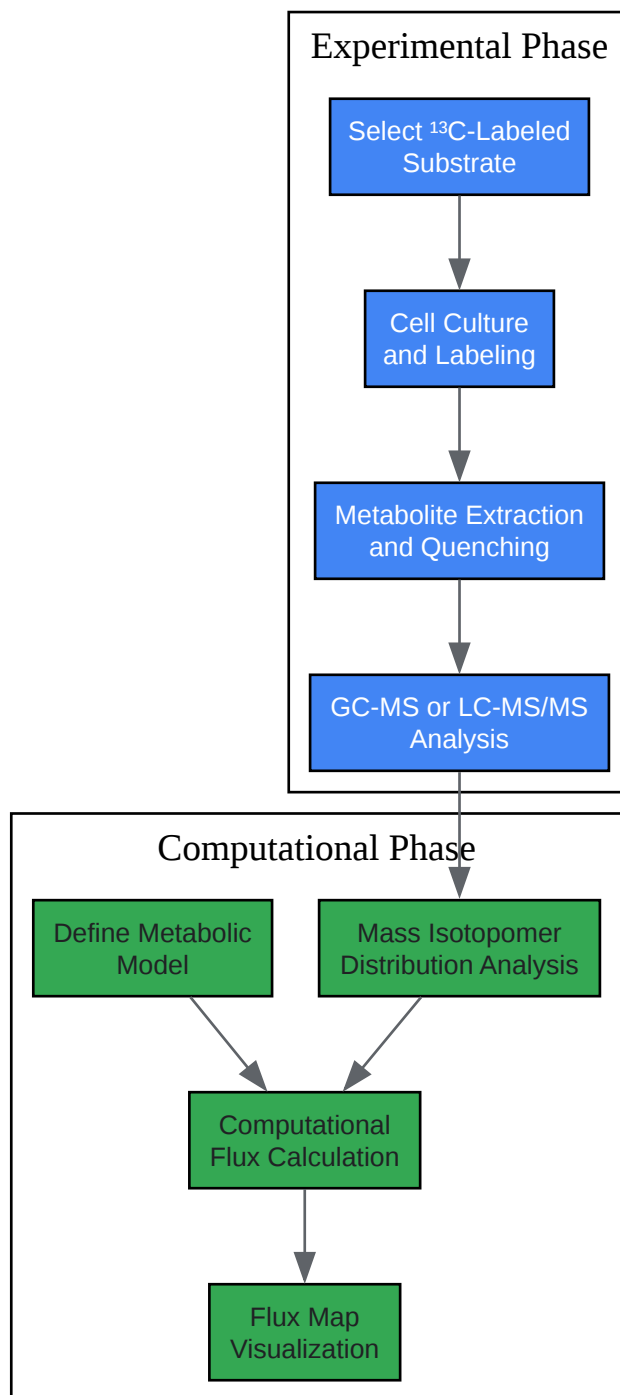 Experimental Phase
Select ¹³C-Labeled
Substrate
Cell Culture
and Labeling
Metabolite Extraction
and Quenching
GC-MS or LC-MS/MS
Analysis
Computational Phase
Define Metabolic
Model
Mass Isotopomer
Distribution Analysis
Computational
Flux Calculation
Flux Map
Visualization